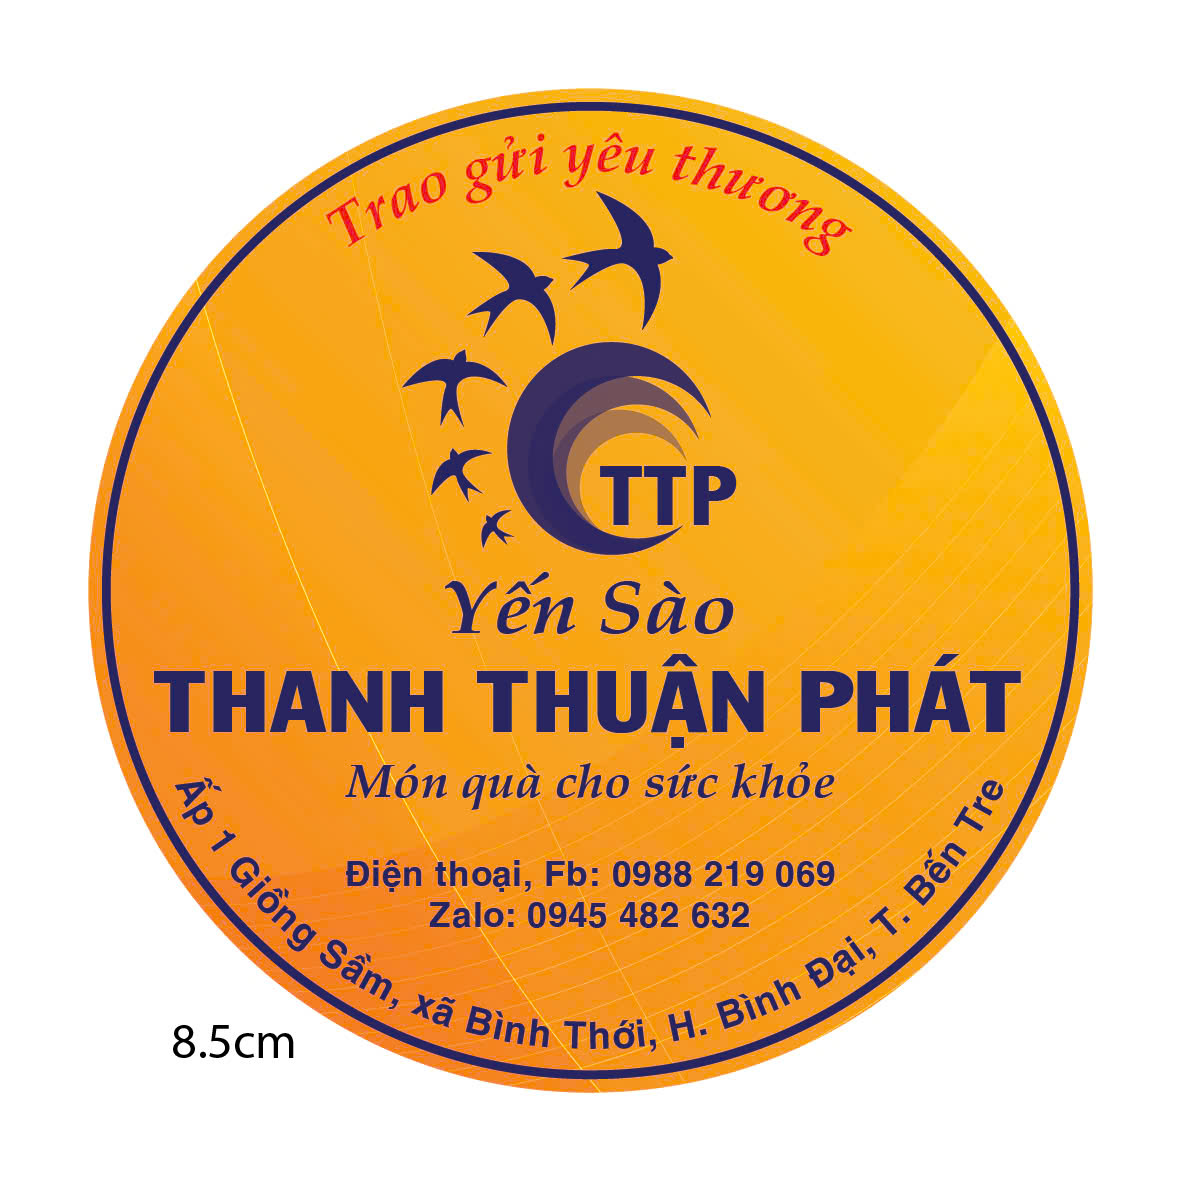 Trao gửi yêu thương
TTP
Yến Sào
THANH THUẬN PHÁT
Món quà cho sức khỏe
Điện thoại, Fb: 0988 219 069
Zalo: 0945 482 632
Ấp 1 Giồng Sầm, xã Bình Thới, H. Bình Đại, T. Bến Tre
8.5cm